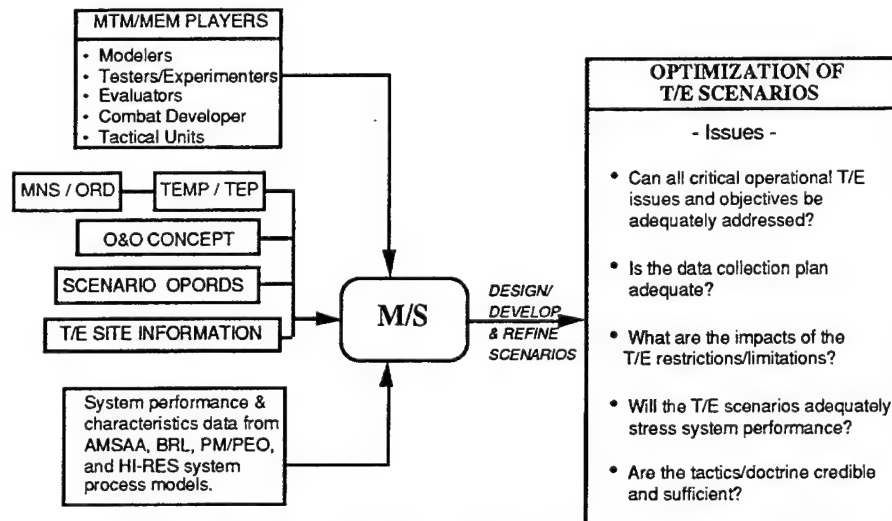 MTM/MEM PLAYERS
• Modelers
• Testers/Experimenters
• Evaluators
• Combat Developer
• Tactical Units
MNS / ORD
TEMP / TEP
O&O CONCEPT
SCENARIO OPORDS
T/E SITE INFORMATION
System performance &
characteristics data from
AMSAA, BRL, PM/PEO,
and HI-RES system
process models.
M/S
DESIGN/
DEVELOP
& REFINE
SCENARIOS
OPTIMIZATION OF
T/E SCENARIOS
- Issues -
• Can all critical operational T/E
issues and objectives be
adequately addressed?
• Is the data collection plan
adequate?
• What are the impacts of the
T/E restrictions/limitations?
• Will the T/E scenarios adequately
stress system performance?
• Are the tactics/doctrine credible
and sufficient?